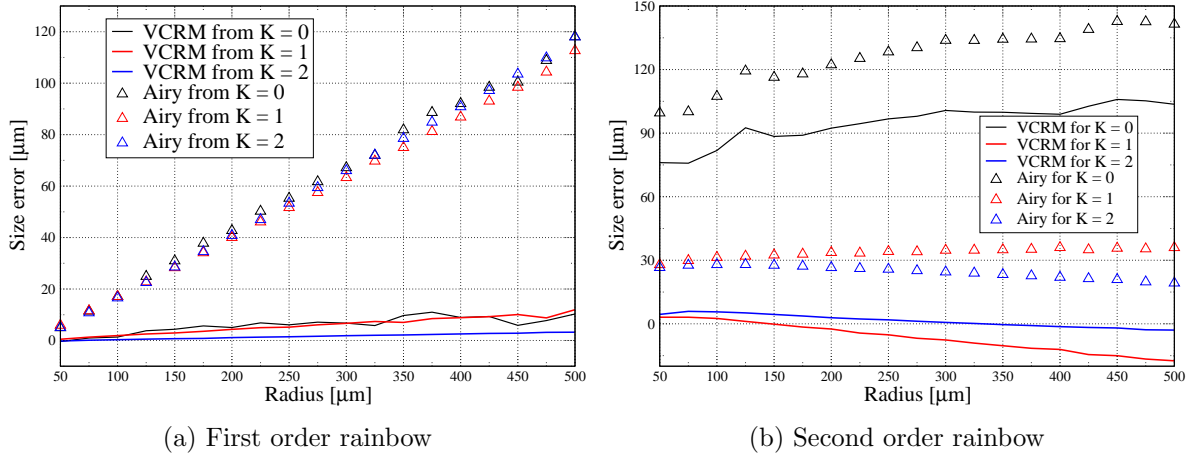 120
100
80
60
40
20
0
Size error [μm]
VCRM from K = 0
VCRM from K = 1
VCRM from K = 2
Airy from K = 0
Airy from K = 1
Airy from K = 2
50 100 150 200 250 300 350 400 450 500
Radius [μm]
(a) First order rainbow
150
120
90
60
30
0
Size error [μm]
VCRM for K = 0
VCRM for K = 1
VCRM for K = 2
Airy for K = 0
Airy for K = 1
Airy for K = 2
50 100 150 200 250 300 350 400 450 500
Radius [μm]
(b) Second order rainbow